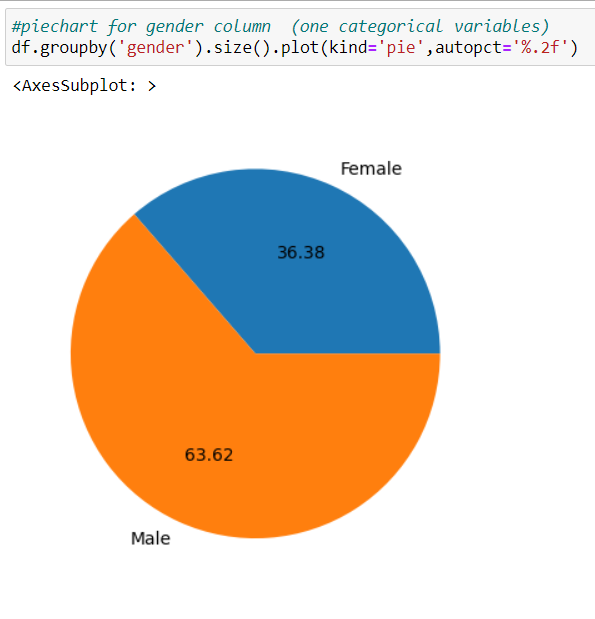 #piechart for gender column  (one categorical variables)
df.groupby('gender').size().plot(kind='pie',autopct='%.2f')
<AxesSubplot: >
Female
36.38
63.62
Male